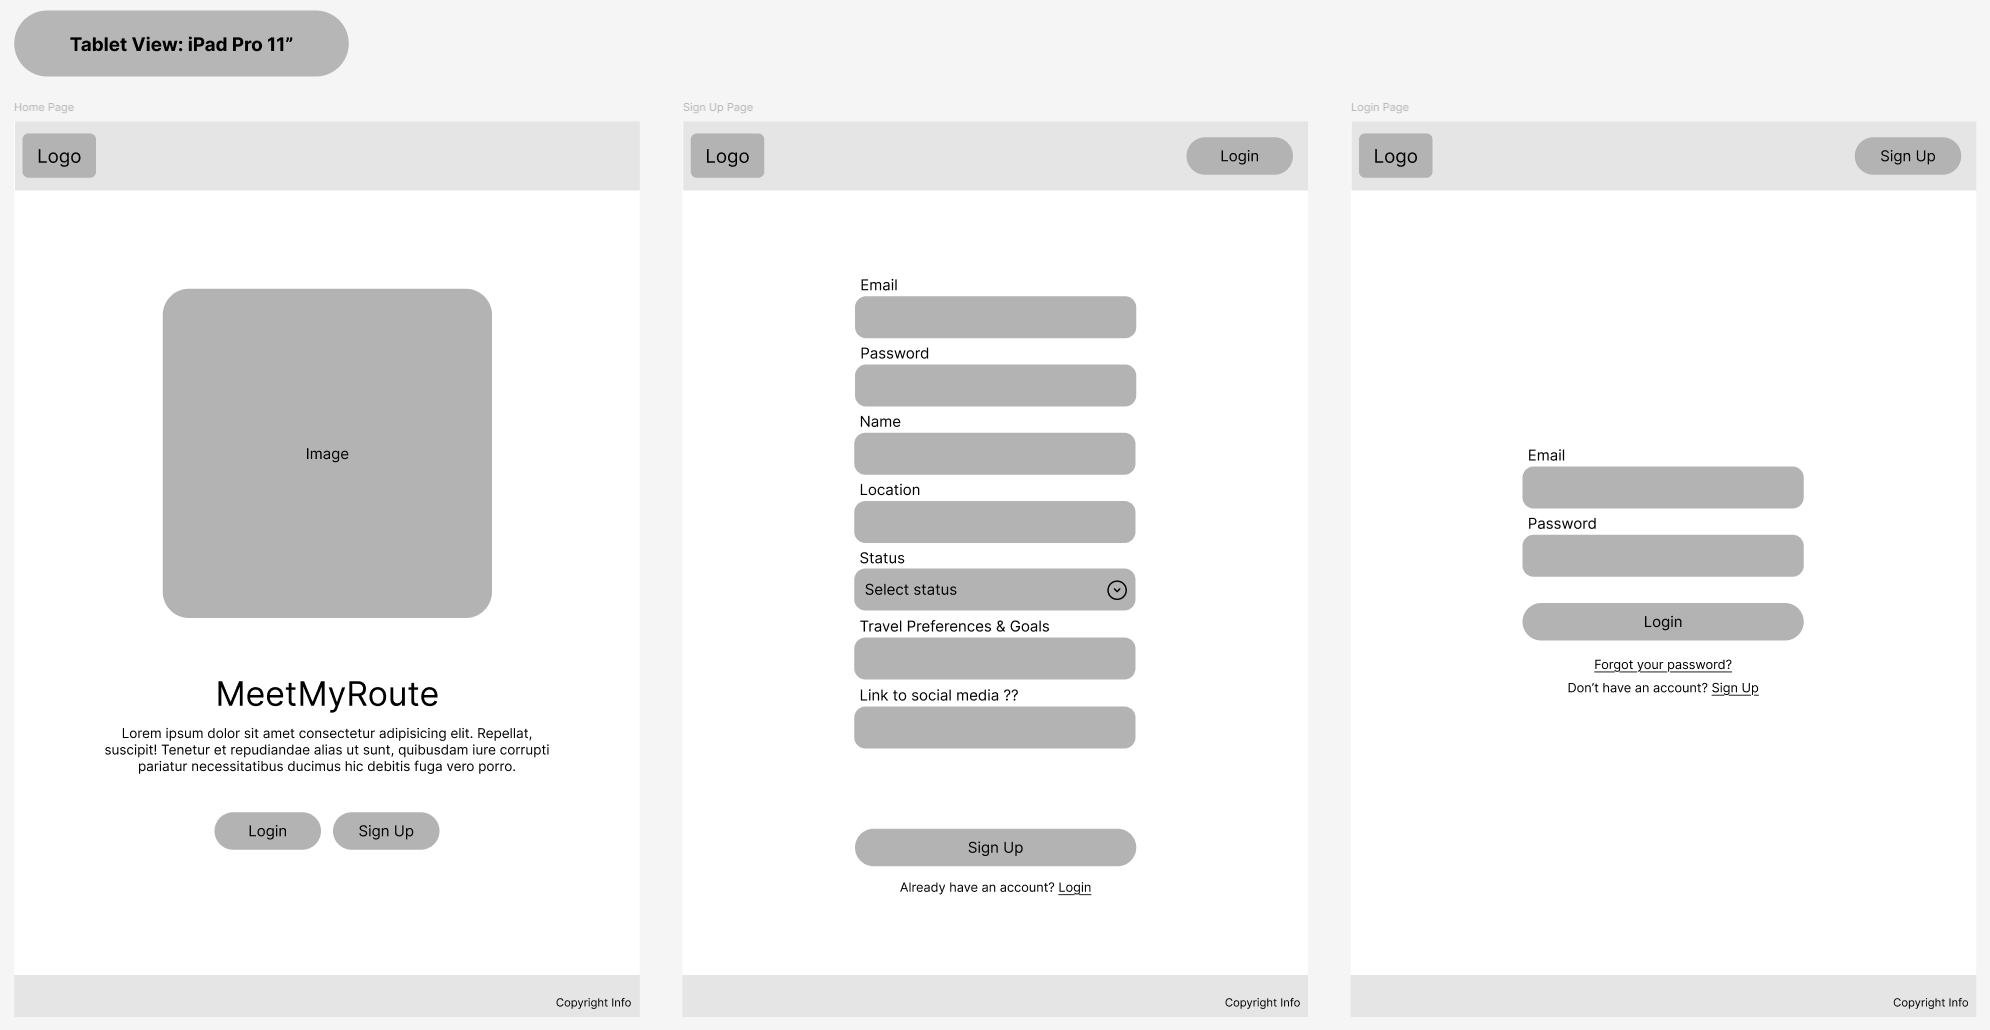 Tablet View: iPad Pro 11”
Home Page
Logo
Image
MeetMyRoute
Lorem ipsum dolor sit amet consectetur adipisicing elit. Repellat,
suscipit! Tenetur et repudiandae alias ut sunt, quibusdam iure corrupti
pariatur necessitatibus ducimus hic debitis fuga vero porro.
Login
Sign Up
Copyright Info
Sign Up Page
Logo
Login
Email
Password
Name
Location
Status
Select status
Travel Preferences & Goals
Link to social media ??
Sign Up
Already have an account? Login
Copyright Info
Login Page
Logo
Sign Up
Email
Password
Login
Forgot your password?
Don’t have an account? Sign Up
Copyright Info